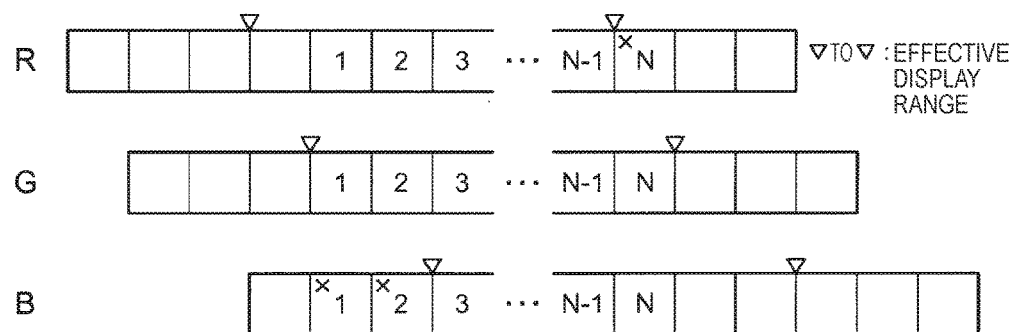 R 1 2 3 ... N-1 × N
▽TO▽ : EFFECTIVE
DISPLAY
RANGE
G 1 2 3 ... N-1 N
B × 1 × 2 3 ... N-1 N